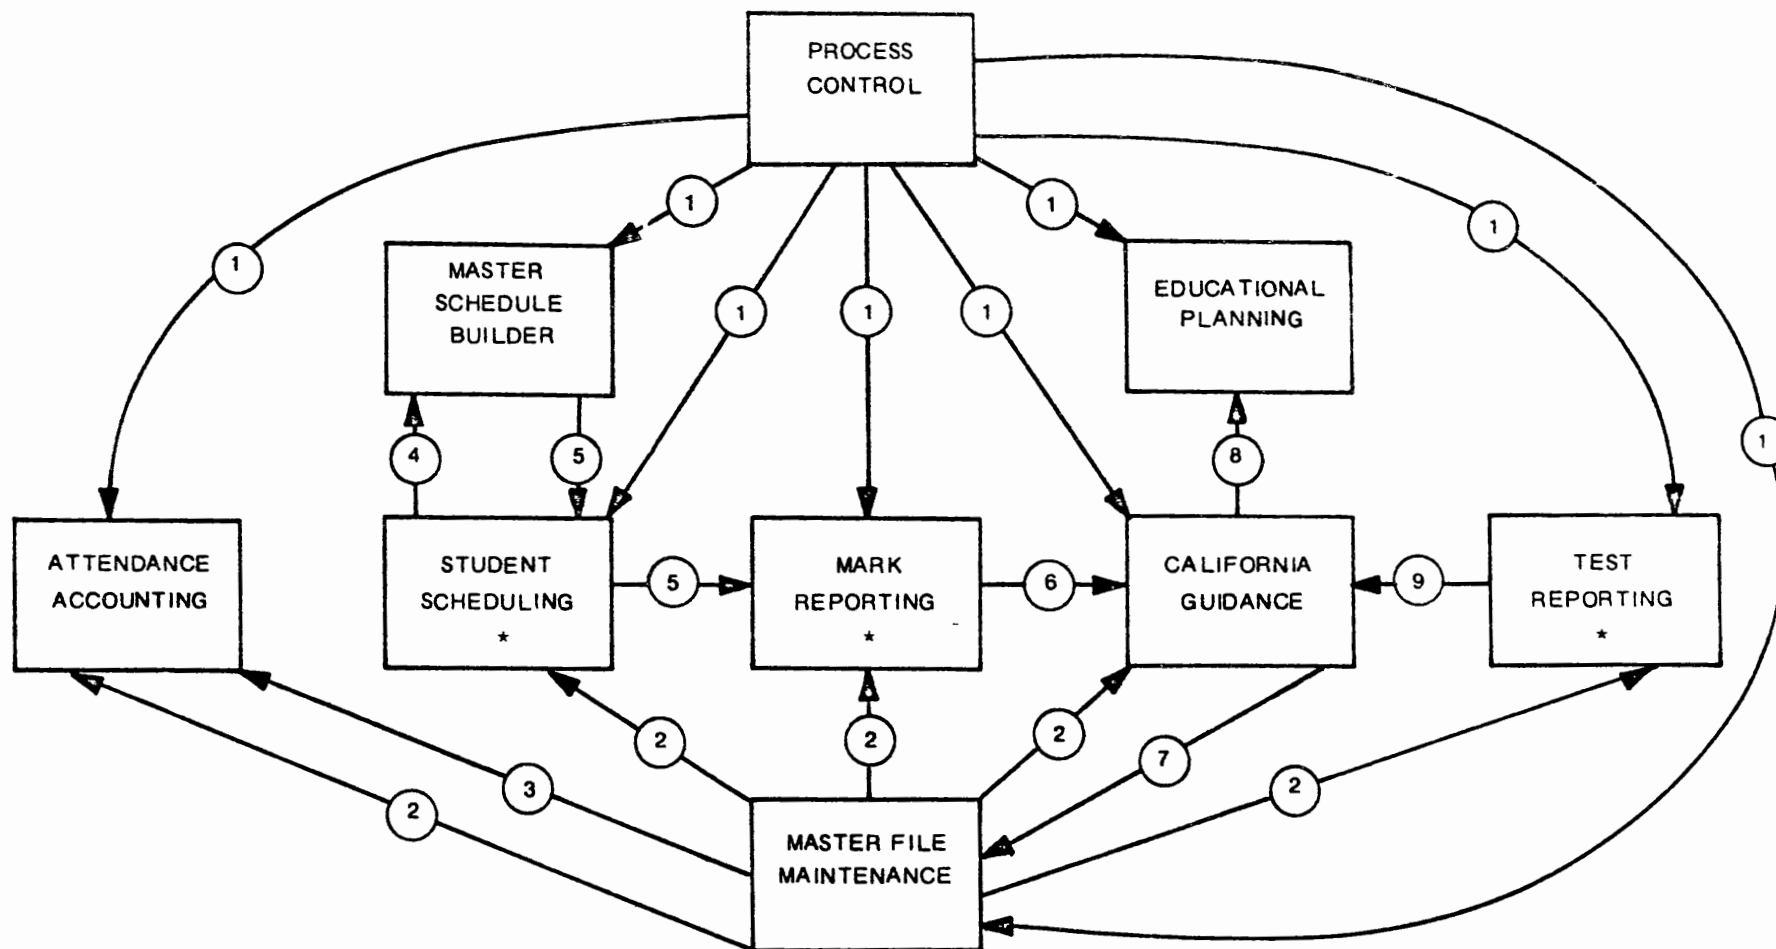 PROCESS
CONTROL
1
1
1
1
MASTER
SCHEDULE
BUILDER
EDUCATIONAL
PLANNING
1
1
1
1
4
5
8
1
ATTENDANCE
ACCOUNTING
STUDENT
SCHEDULING
*
5
MARK
REPORTING
*
6
CALIFORNIA
GUIDANCE
9
TEST
REPORTING
*
2
2
2
7
3
2
2
MASTER FILE
MAINTENANCE